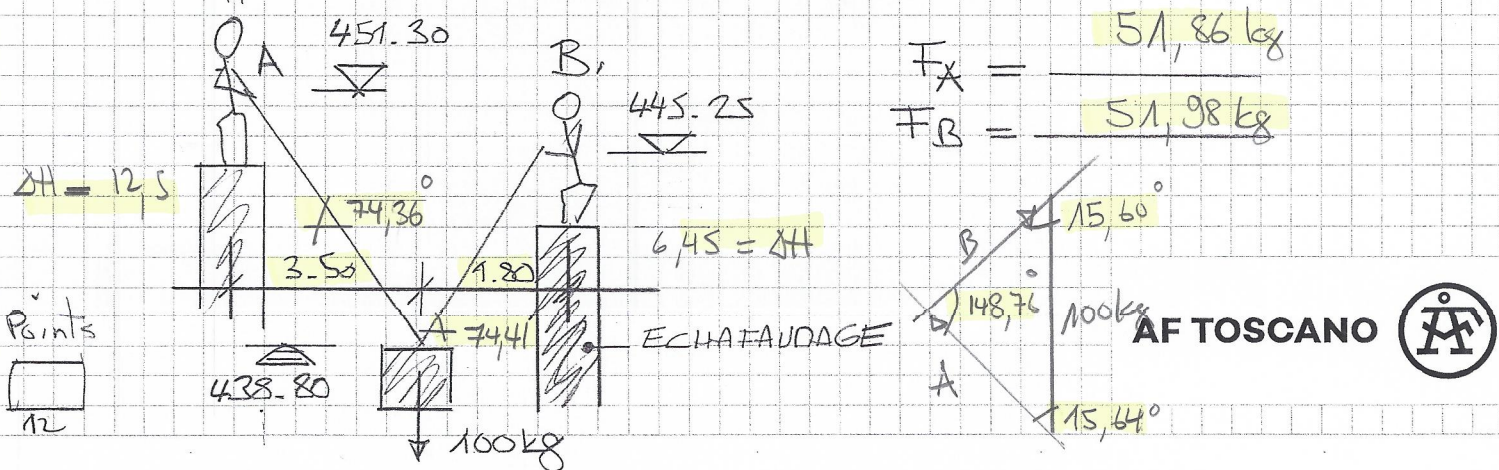 A
451.30
B.
445.25
FA = 51,86 kg
FB = 51,98 kg
ΔH = 12,5
74,36°
3.50
1.80
6,45 = ΔH
74,41
ECHAFAUDAGE
438.80
100kg
Points
12
15,60°
B
148,76°
100kg
A
15,64°
AF TOSCANO